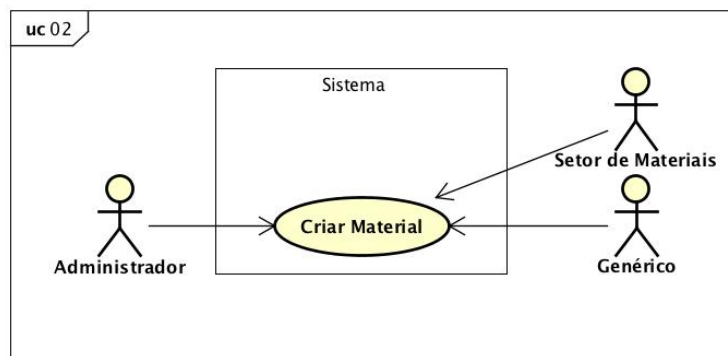 uc 02
Sistema
Setor de Materiais
Criar Material
Administrador
Genérico